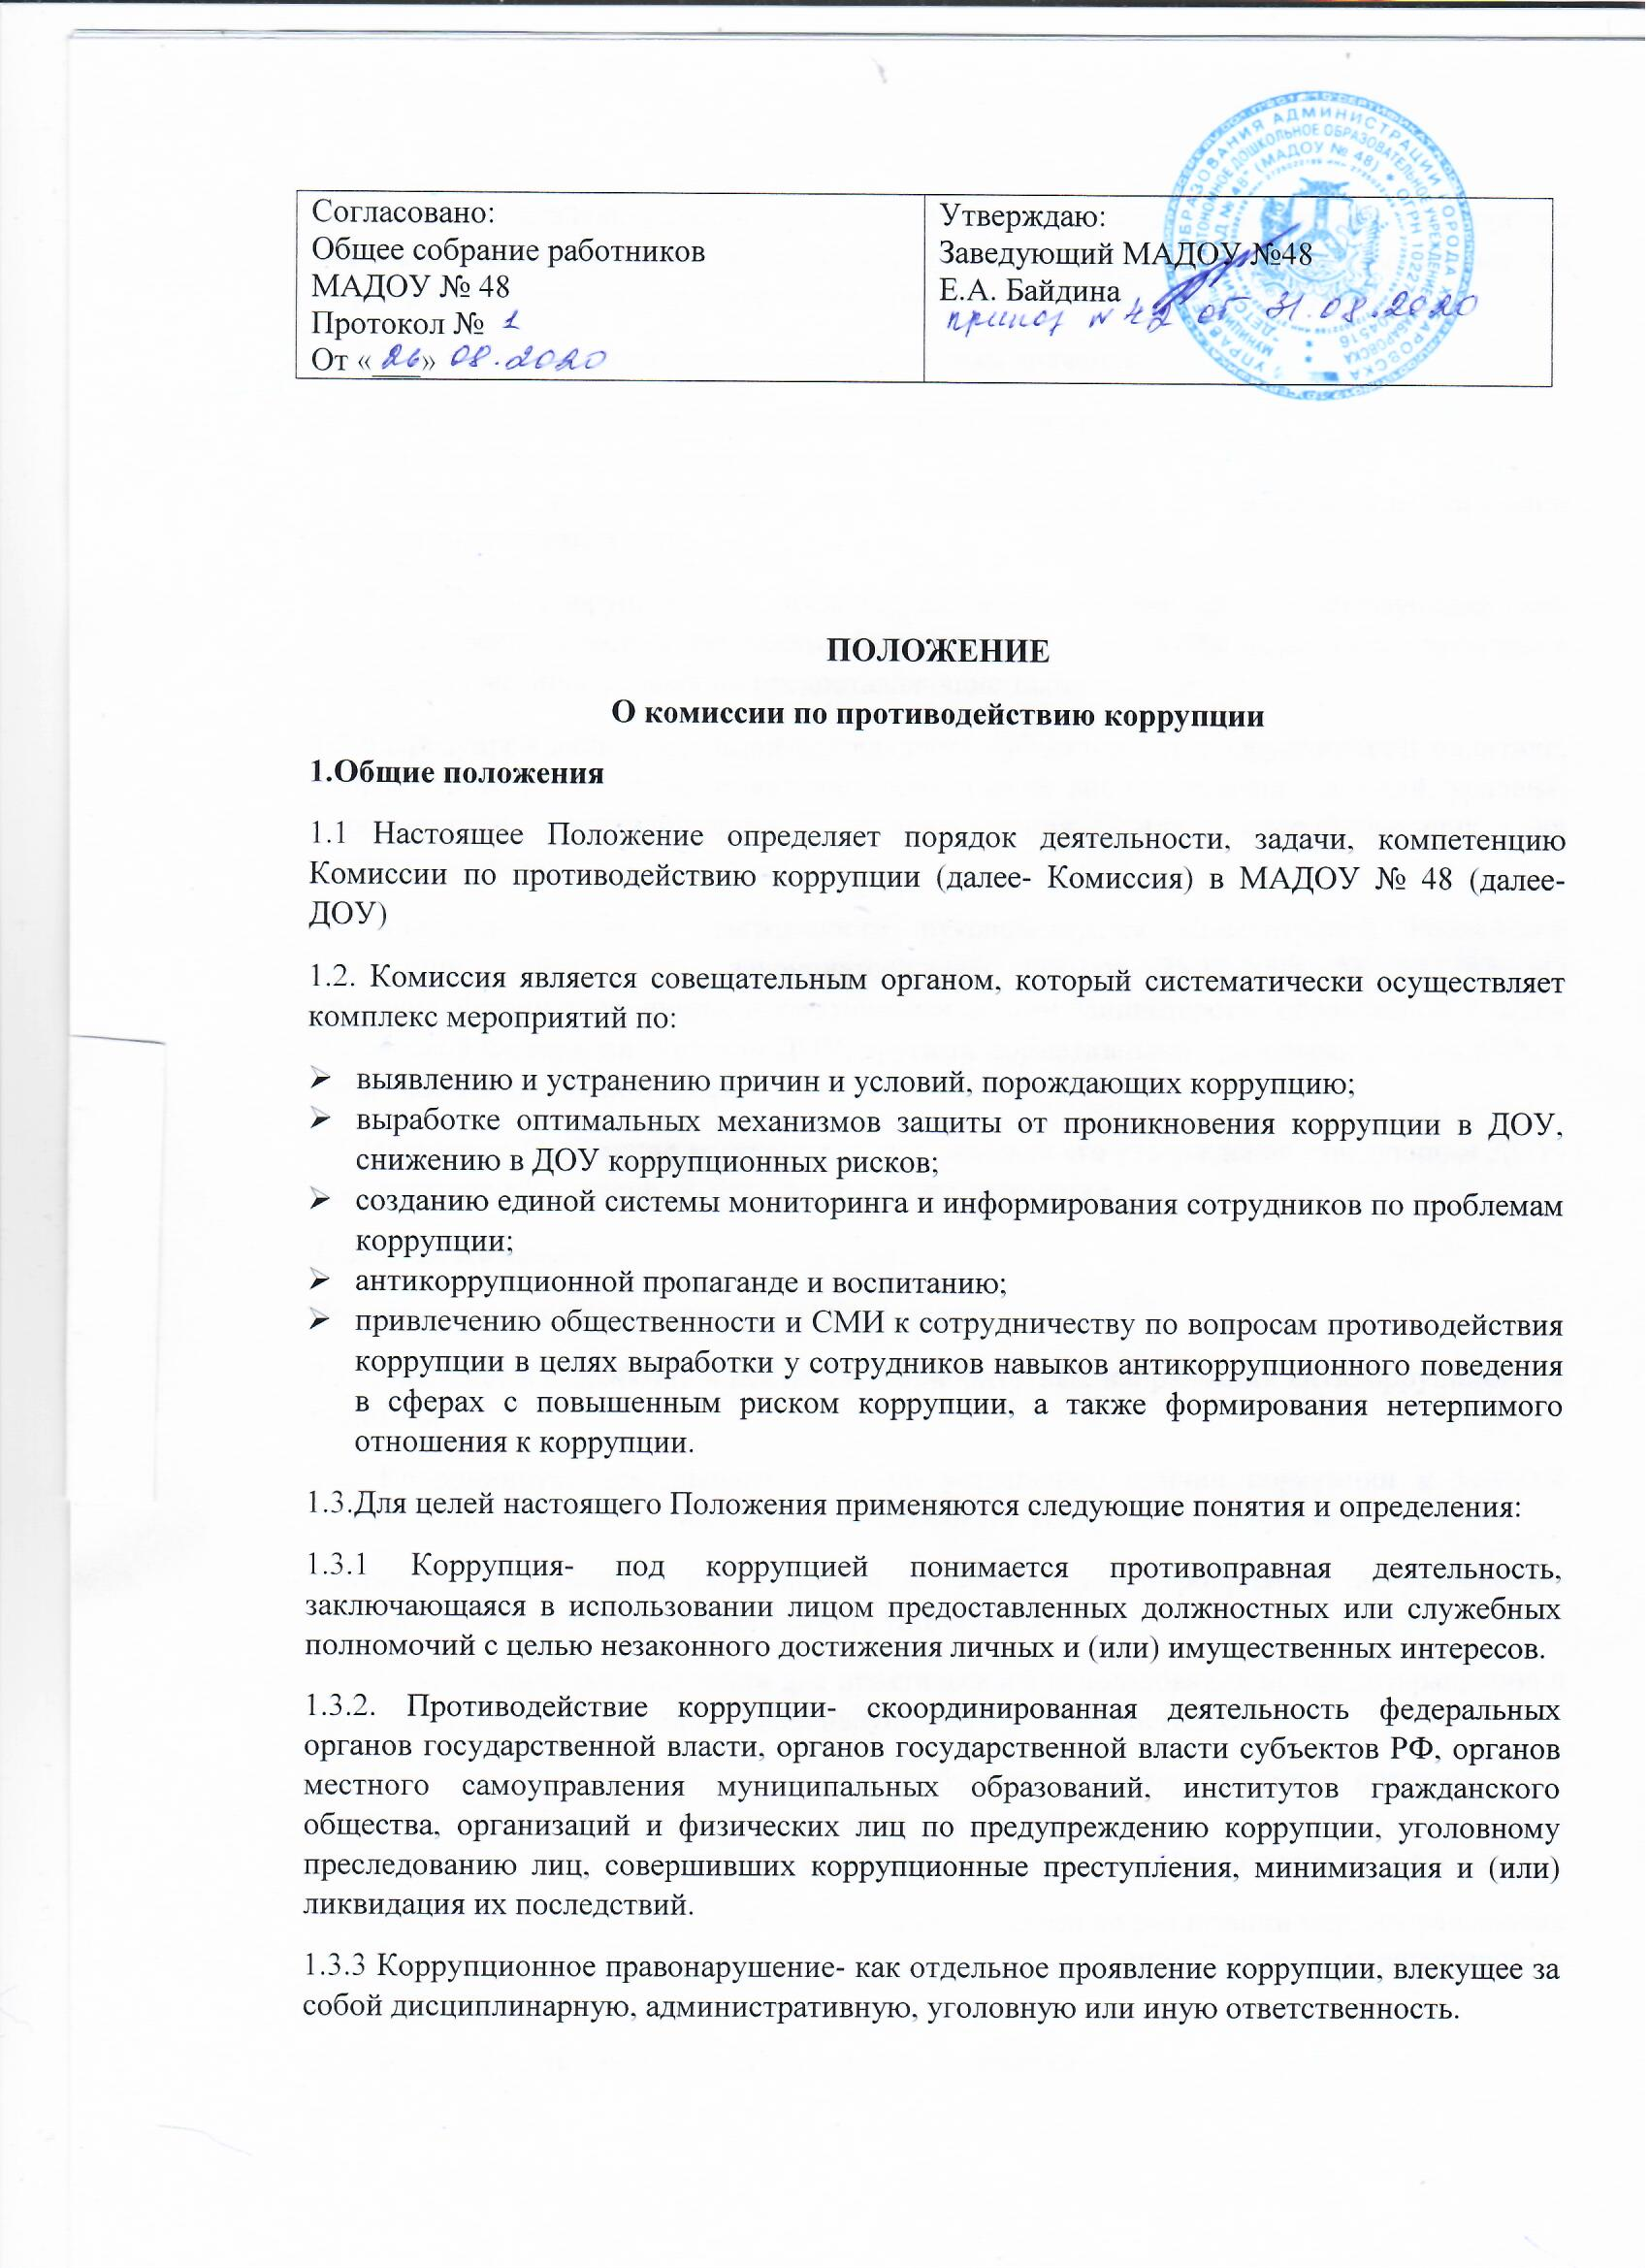 Согласовано:
Общее собрание работников
МАДОУ № 48
Протокол № 1
От «26» 08.2020
Утверждаю:
Заведующий МАДОУ №48
Е.А. Байдина
приказ № 42 от 31.08.2020
ПОЛОЖЕНИЕ
О комиссии по противодействию коррупции
1.Общие положения
1.1 Настоящее Положение определяет порядок деятельности, задачи, компетенцию
Комиссии по противодействию коррупции (далее- Комиссия) в МАДОУ № 48 (далее-
ДОУ)
1.2. Комиссия является совещательным органом, который систематически осуществляет
комплекс мероприятий по:
➢ выявлению и устранению причин и условий, порождающих коррупцию;
➢ выработке оптимальных механизмов защиты от проникновения коррупции в ДОУ,
снижению в ДОУ коррупционных рисков;
➢ созданию единой системы мониторинга и информирования сотрудников по проблемам
коррупции;
➢ антикоррупционной пропаганде и воспитанию;
➢ привлечению общественности и СМИ к сотрудничеству по вопросам противодействия
коррупции в целях выработки у сотрудников навыков антикоррупционного поведения
в сферах с повышенным риском коррупции, а также формирования нетерпимого
отношения к коррупции.
1.3.Для целей настоящего Положения применяются следующие понятия и определения:
1.3.1 Коррупция- под коррупцией понимается противоправная деятельность,
заключающаяся в использовании лицом предоставленных должностных или служебных
полномочий с целью незаконного достижения личных и (или) имущественных интересов.
1.3.2. Противодействие коррупции- скоординированная деятельность федеральных
органов государственной власти, органов государственной власти субъектов РФ, органов
местного самоуправления муниципальных образований, институтов гражданского
общества, организаций и физических лиц по предупреждению коррупции, уголовному
преследованию лиц, совершивших коррупционные преступления, минимизация и (или)
ликвидация их последствий.
1.3.3 Коррупционное правонарушение- как отдельное проявление коррупции, влекущее за
собой дисциплинарную, административную, уголовную или иную ответственность.